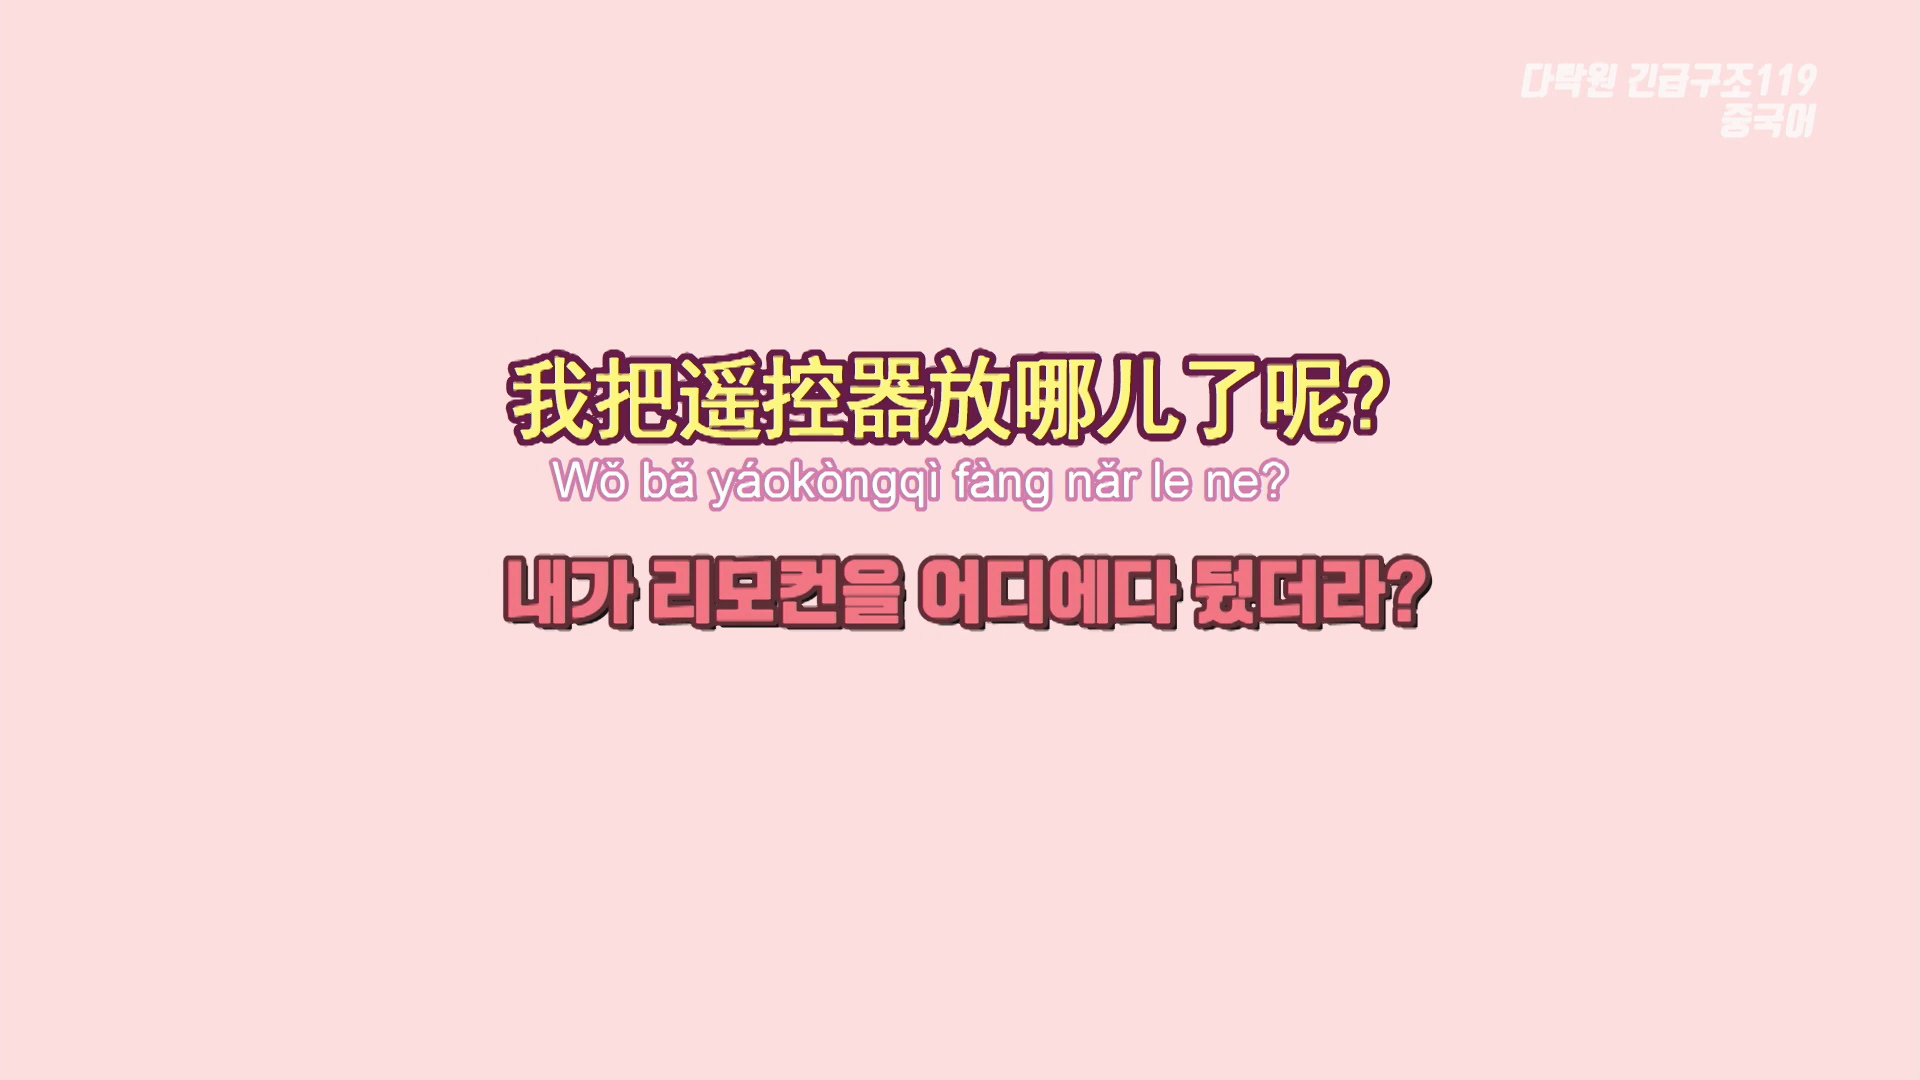 다락원 긴급구조119
중국어
我把遥控器放哪儿了呢?
Wǒ bǎ yáokòngqì fàng nǎr le ne?
내가 리모컨을 어디에다 뒀더라?